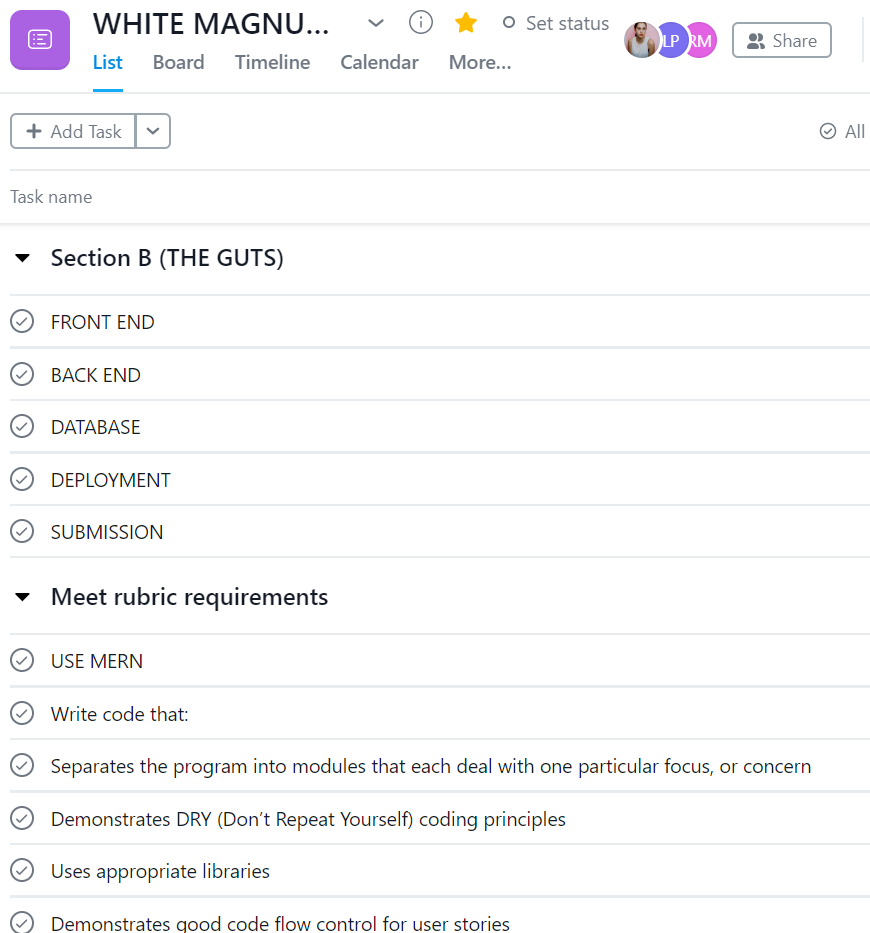 WHITE MAGNU...
Set status
LP
RM
Share
List
Board
Timeline
Calendar
More...
Add Task
All
Task name
Section B (THE GUTS)
FRONT END
BACK END
DATABASE
DEPLOYMENT
SUBMISSION
Meet rubric requirements
USE MERN
Write code that:
Separates the program into modules that each deal with one particular focus, or concern
Demonstrates DRY (Don’t Repeat Yourself) coding principles
Uses appropriate libraries
Demonstrates good code flow control for user stories